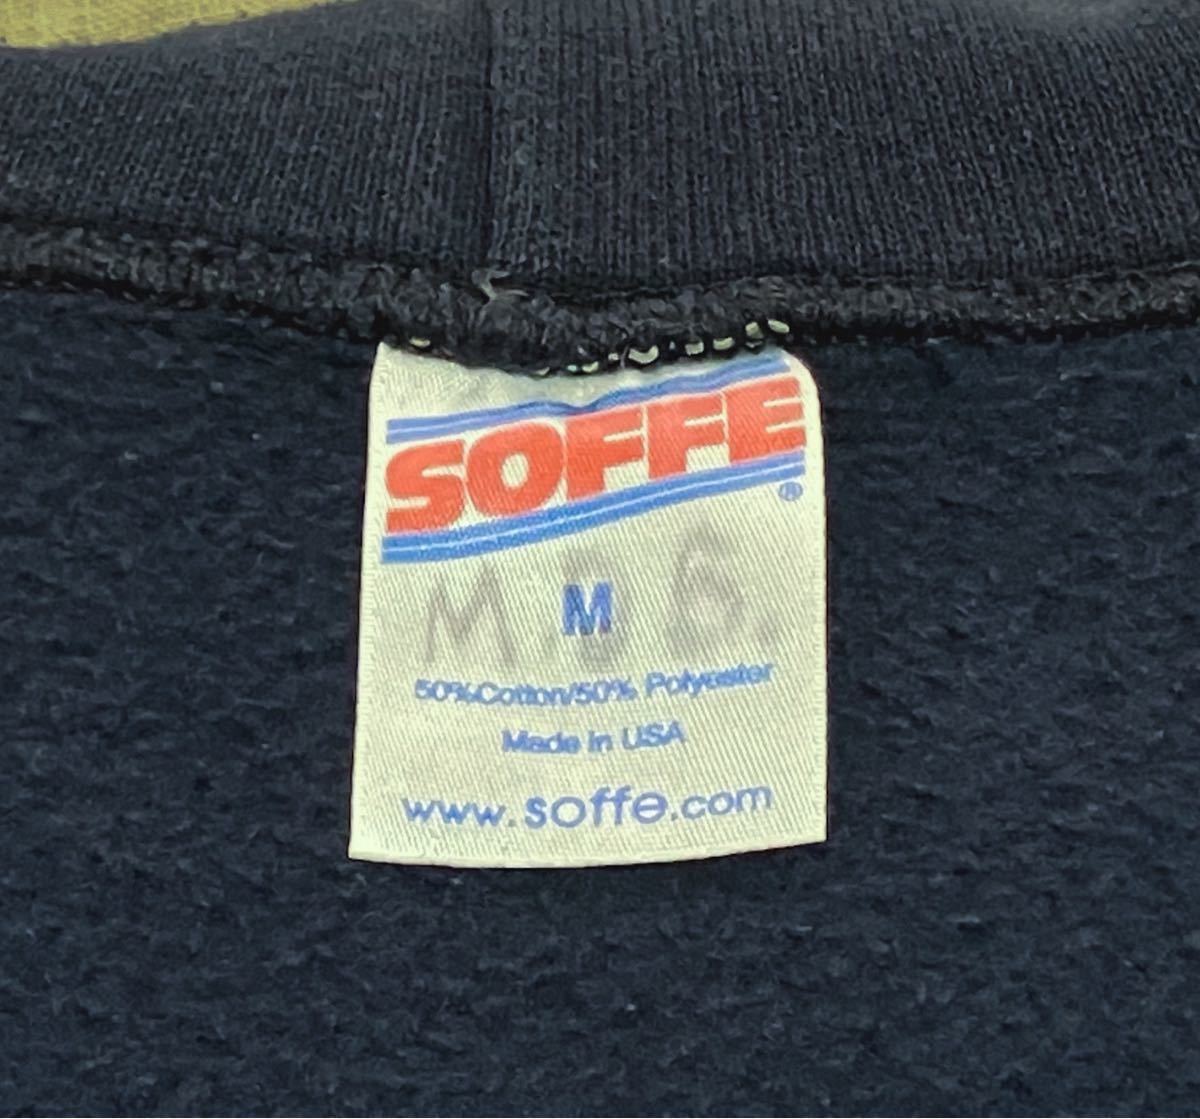 SOFFE®
M
50%Cotton/50% Polyester
Made In USA
www.soffe.com